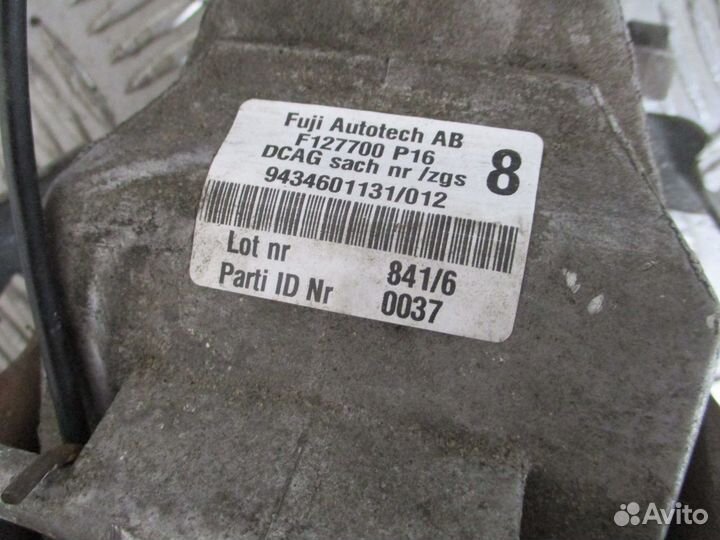 Fuji Autotech AB
F127700 P16
DCAG sach nr /zgs
8
9434601131/012
Lot nr 841/6
Parti ID Nr 0037
Avito